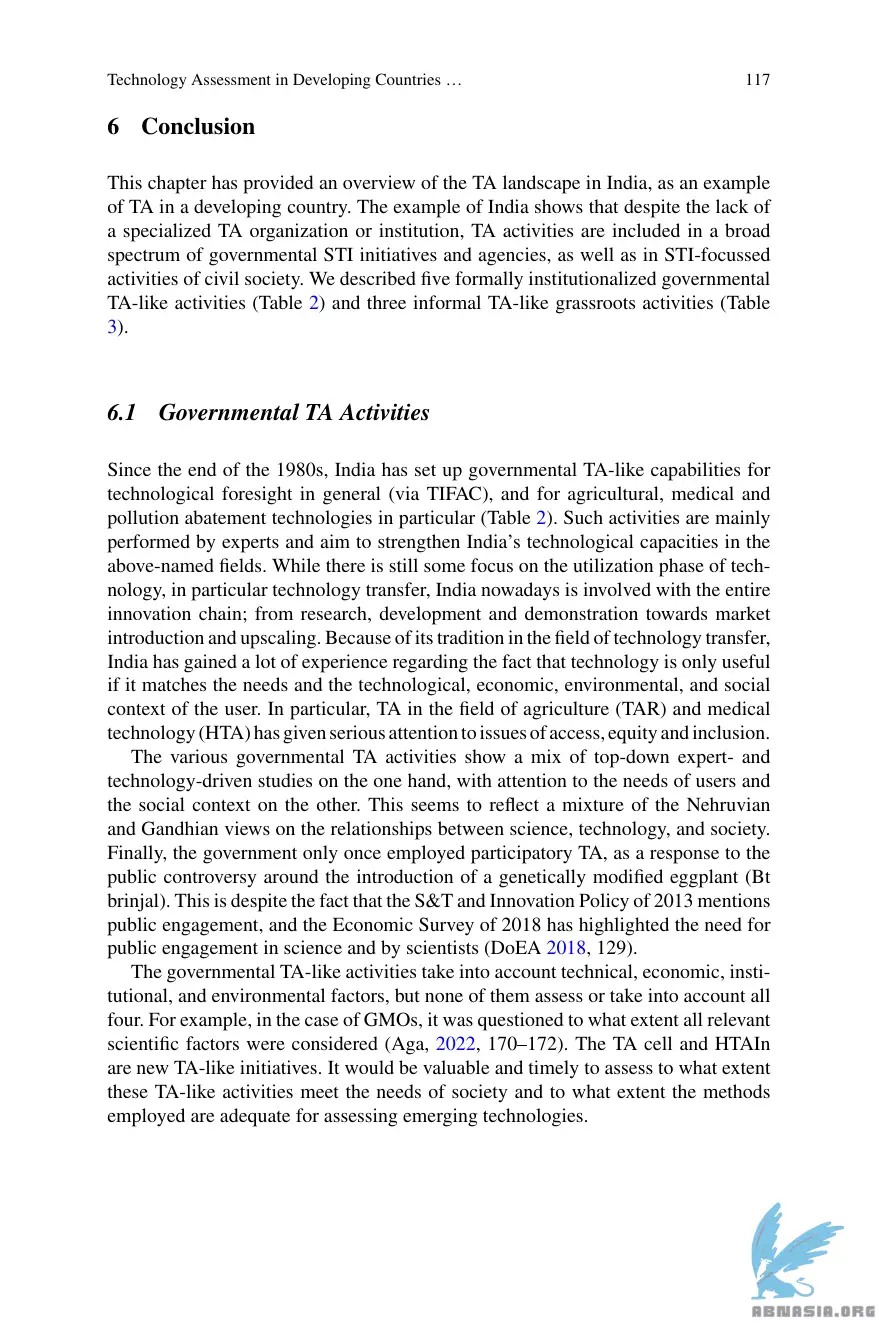 Technology Assessment in Developing Countries … 117
6 Conclusion
This chapter has provided an overview of the TA landscape in India, as an example
of TA in a developing country. The example of India shows that despite the lack of
a specialized TA organization or institution, TA activities are included in a broad
spectrum of governmental STI initiatives and agencies, as well as in STI-focussed
activities of civil society. We described five formally institutionalized governmental
TA-like activities (Table 2) and three informal TA-like grassroots activities (Table
3).
6.1 Governmental TA Activities
Since the end of the 1980s, India has set up governmental TA-like capabilities for
technological foresight in general (via TIFAC), and for agricultural, medical and
pollution abatement technologies in particular (Table 2). Such activities are mainly
performed by experts and aim to strengthen India’s technological capacities in the
above-named fields. While there is still some focus on the utilization phase of tech-
nology, in particular technology transfer, India nowadays is involved with the entire
innovation chain; from research, development and demonstration towards market
introduction and upscaling. Because of its tradition in the field of technology transfer,
India has gained a lot of experience regarding the fact that technology is only useful
if it matches the needs and the technological, economic, environmental, and social
context of the user. In particular, TA in the field of agriculture (TAR) and medical
technology (HTA) has given serious attention to issues of access, equity and inclusion.
The various governmental TA activities show a mix of top-down expert- and
technology-driven studies on the one hand, with attention to the needs of users and
the social context on the other. This seems to reflect a mixture of the Nehruvian
and Gandhian views on the relationships between science, technology, and society.
Finally, the government only once employed participatory TA, as a response to the
public controversy around the introduction of a genetically modified eggplant (Bt
brinjal). This is despite the fact that the S&T and Innovation Policy of 2013 mentions
public engagement, and the Economic Survey of 2018 has highlighted the need for
public engagement in science and by scientists (DoEA 2018, 129).
The governmental TA-like activities take into account technical, economic, insti-
tutional, and environmental factors, but none of them assess or take into account all
four. For example, in the case of GMOs, it was questioned to what extent all relevant
scientific factors were considered (Aga, 2022, 170–172). The TA cell and HTAIn
are new TA-like initiatives. It would be valuable and timely to assess to what extent
these TA-like activities meet the needs of society and to what extent the methods
employed are adequate for assessing emerging technologies.
ABNASIA.ORG